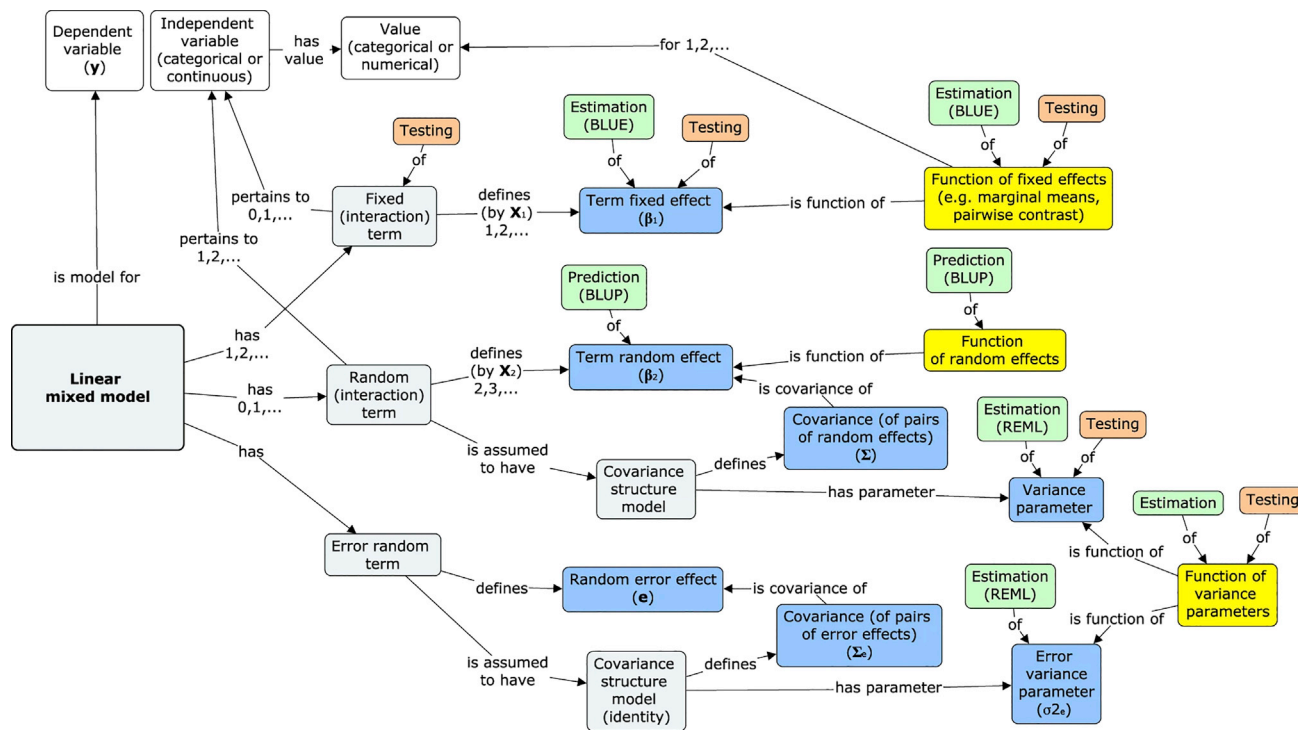 Dependent
variable
(y)
Independent
variable
(categorical or
continuous)
has
value
Value
(categorical or
numerical)
for 1,2,...
Estimation
(BLUE)
Testing
of
of
Testing
of
Estimation
(BLUE)
Testing
of
of
pertains to
0,1,...
Fixed
(interaction)
term
defines
(by X₁)
1,2,...
Term fixed effect
(β₁)
is function of
Function of fixed effects
(e.g. marginal means,
pairwise contrast)
pertains to
1,2,...
is model for
Prediction
(BLUP)
of
Prediction
(BLUP)
of
Linear
mixed model
has
1,2,...
has
0,1,...
has
Random
(interaction)
term
defines
(by X₂)
2,3,...
Term random effect
(β₂)
is function of
Function
of random effects
is covariance of
Covariance (of pairs
of random effects)
(Σ)
is assumed
to have
Covariance
structure
model
defines
has parameter
Estimation
(REML)
Testing
of
of
Variance
parameter
Estimation
Testing
of
of
is function of
Function of
variance
parameters
is function of
Error random
term
defines
Random error effect
(e)
is covariance of
Covariance (of pairs
of error effects)
(Σₑ)
Estimation
(REML)
of
is assumed
to have
Covariance
structure
model
(identity)
defines
has parameter
Error
variance
parameter
(σ2ₑ)